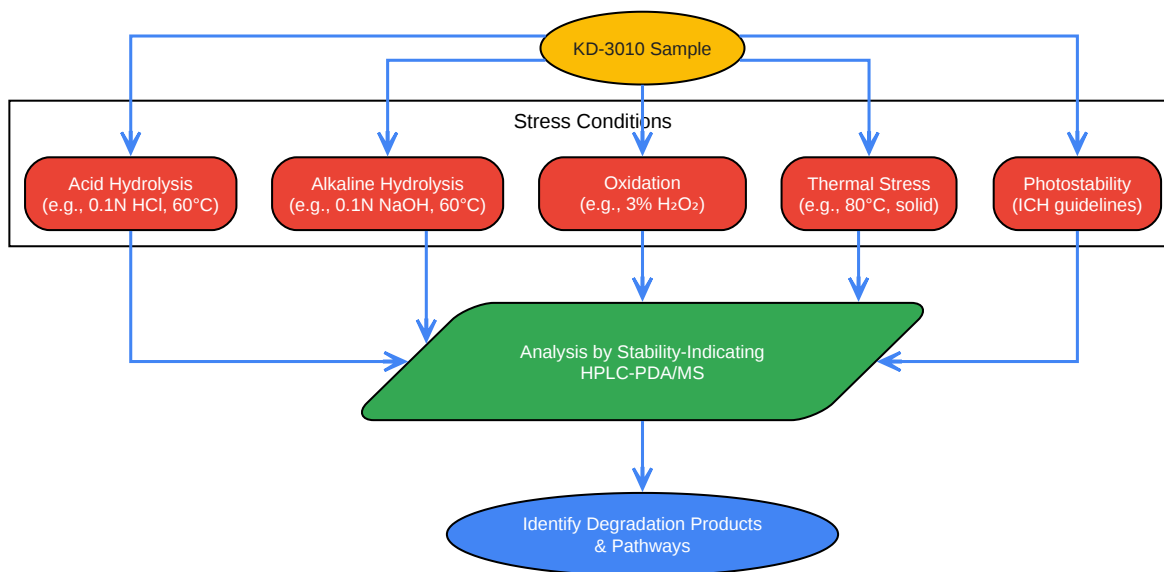 KD-3010 Sample
Stress Conditions
Acid Hydrolysis
(e.g., 0.1N HCl, 60°C)
Alkaline Hydrolysis
(e.g., 0.1N NaOH, 60°C)
Oxidation
(e.g., 3% H₂O₂)
Thermal Stress
(e.g., 80°C, solid)
Photostability
(ICH guidelines)
Analysis by Stability-Indicating
HPLC-PDA/MS
Identify Degradation Products
& Pathways